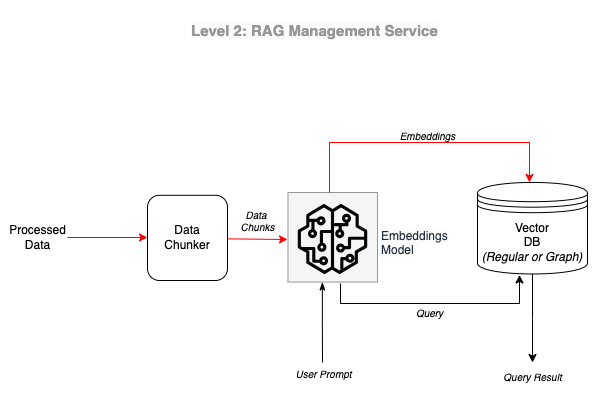 Level 2: RAG Management Service
Embeddings
Processed
Data
Data
Chunker
Data
Chunks
Embeddings
Model
Vector
DB
(Regular or Graph)
Query
User Prompt
Query Result